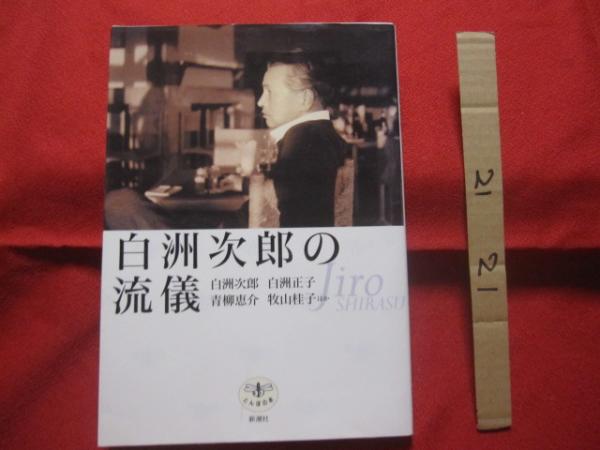 白洲次郎の
流儀
白洲次郎 白洲正子
青柳恵介 牧山桂子ほか
Jiro
SHIRASU
とんぼの本
新潮社
21
21